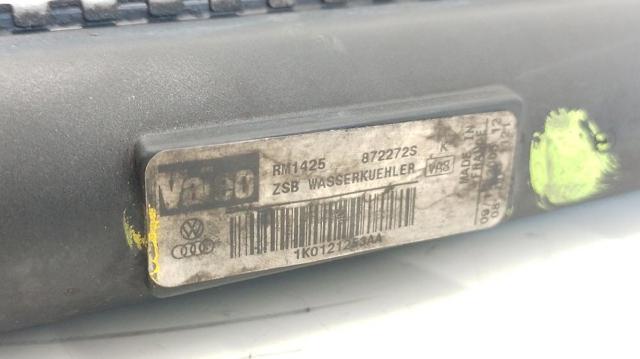 Valeo
RM1425 872272S
ZSB WASSERKUEHLER
K
VAS
1K0121253AA
MADE IN
FRANCE